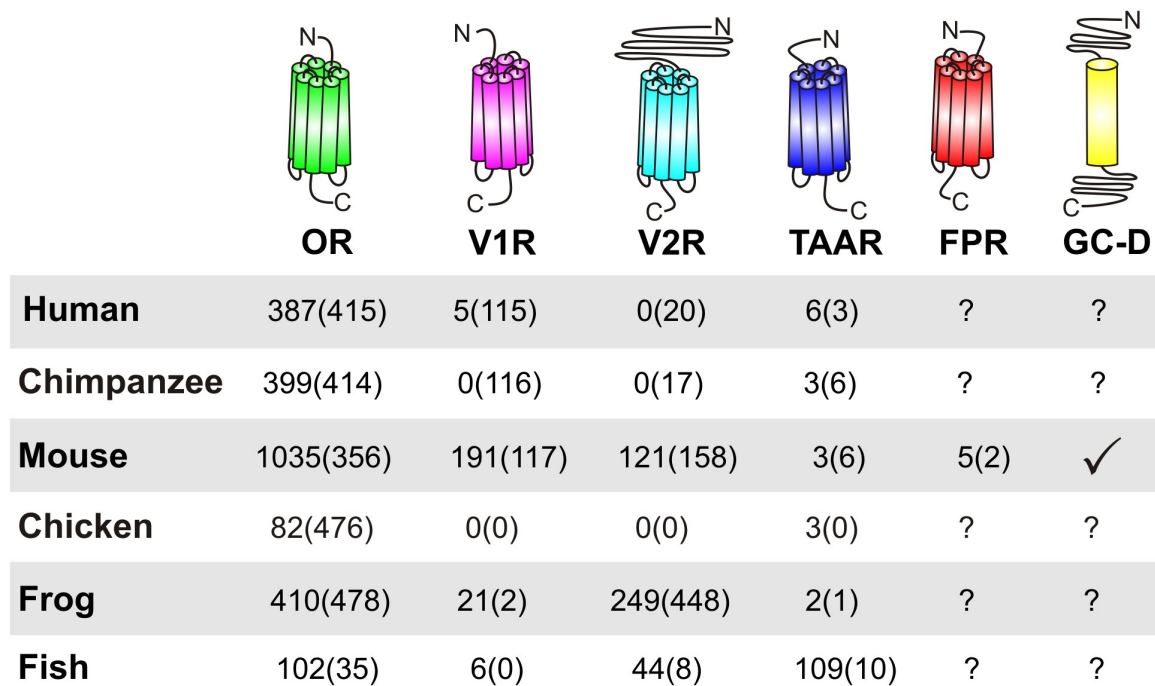 N N N N N N
C C C C C C
OR V1R V2R TAAR FPR GC-D
Human 387(415) 5(115) 0(20) 6(3) ? ?
Chimpanzee 399(414) 0(116) 0(17) 3(6) ? ?
Mouse 1035(356) 191(117) 121(158) 3(6) 5(2) ✓
Chicken 82(476) 0(0) 0(0) 3(0) ? ?
Frog 410(478) 21(2) 249(448) 2(1) ? ?
Fish 102(35) 6(0) 44(8) 109(10) ? ?